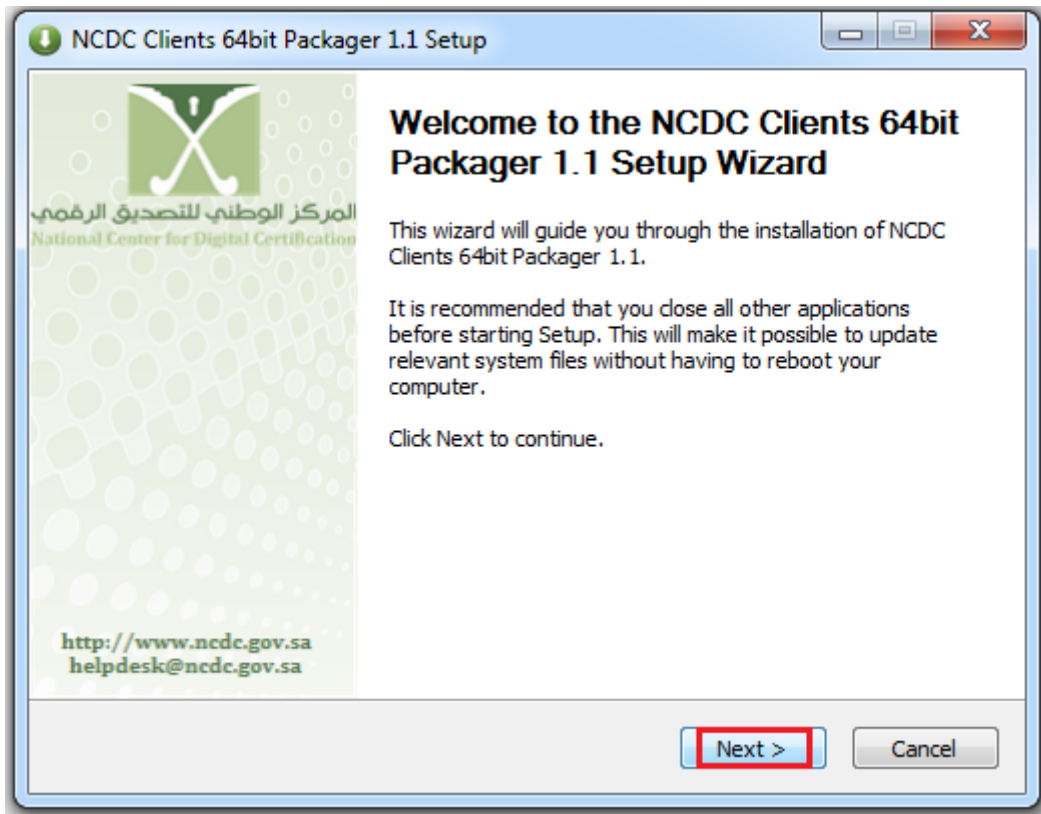 NCDC Clients 64bit Packager 1.1 Setup
المركز الوطني للتصديق الرقمي
National Center for Digital Certification
http://www.ncdc.gov.sa
helpdesk@ncdc.gov.sa
Welcome to the NCDC Clients 64bit
Packager 1.1 Setup Wizard
This wizard will guide you through the installation of NCDC
Clients 64bit Packager 1.1.
It is recommended that you close all other applications
before starting Setup. This will make it possible to update
relevant system files without having to reboot your
computer.
Click Next to continue.
Next >
Cancel